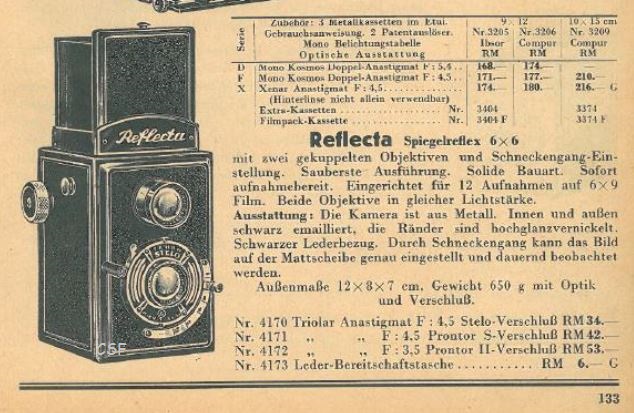 Zubehör: 3 Metallkassetten im Etui. 9×12 10×15 cm
Serie Gebrauchsanweisung. 2 Patentauslöser. Nr.3205 Nr.3206 Nr. 3209
Mono Belichtungstabelle Ibsor Compur Compur
Optische Ausstattung RM RM RM
D Mono Kosmos Doppel-Anastigmat F: 5,4.. 168.— 174.—
F Mono Kosmos Doppel-Anastigmat F: 4,5.. 171.— 177.— 210.—
X Xenar Anastigmat F: 4,5.......... 174.— 180.— 216.— G
(Hinterlinse nicht allein verwendbar)
Extra-Kassetten .......... Nr. 3404 3374
Filmpack-Kassette .......... Nr. 3404 F 3374 F
Reflecta Spiegelreflex 6×6
mit zwei gekuppelten Objektiven und Schneckengang-Ein-
stellung. Sauberste Ausführung. Solide Bauart. Sofort
aufnahmebereit. Eingerichtet für 12 Aufnahmen auf 6×9
Film. Beide Objektive in gleicher Lichtstärke.
Ausstattung: Die Kamera ist aus Metall. Innen und außen
schwarz emailliert, die Ränder sind hochglanzvernickelt.
Schwarzer Lederbezug. Durch Schneckengang kann das Bild
auf der Mattscheibe genau eingestellt und dauernd beobachtet
werden.
Außenmaße 12×8×7 cm. Gewicht 650 g mit Optik
und Verschluß.
Nr. 4170 Triolar Anastigmat F: 4,5 Stelo-Verschluß RM 34.—
Nr. 4171 „ „ F: 4.5 Prontor S-Verschluß RM 42.—
Nr. 4172 „ „ F: 3,5 Prontor II-Verschluß RM 53.—
Nr. 4173 Leder-Bereitschaftstasche .......... RM 6.— G
133
Reflecta
STELO
CSF